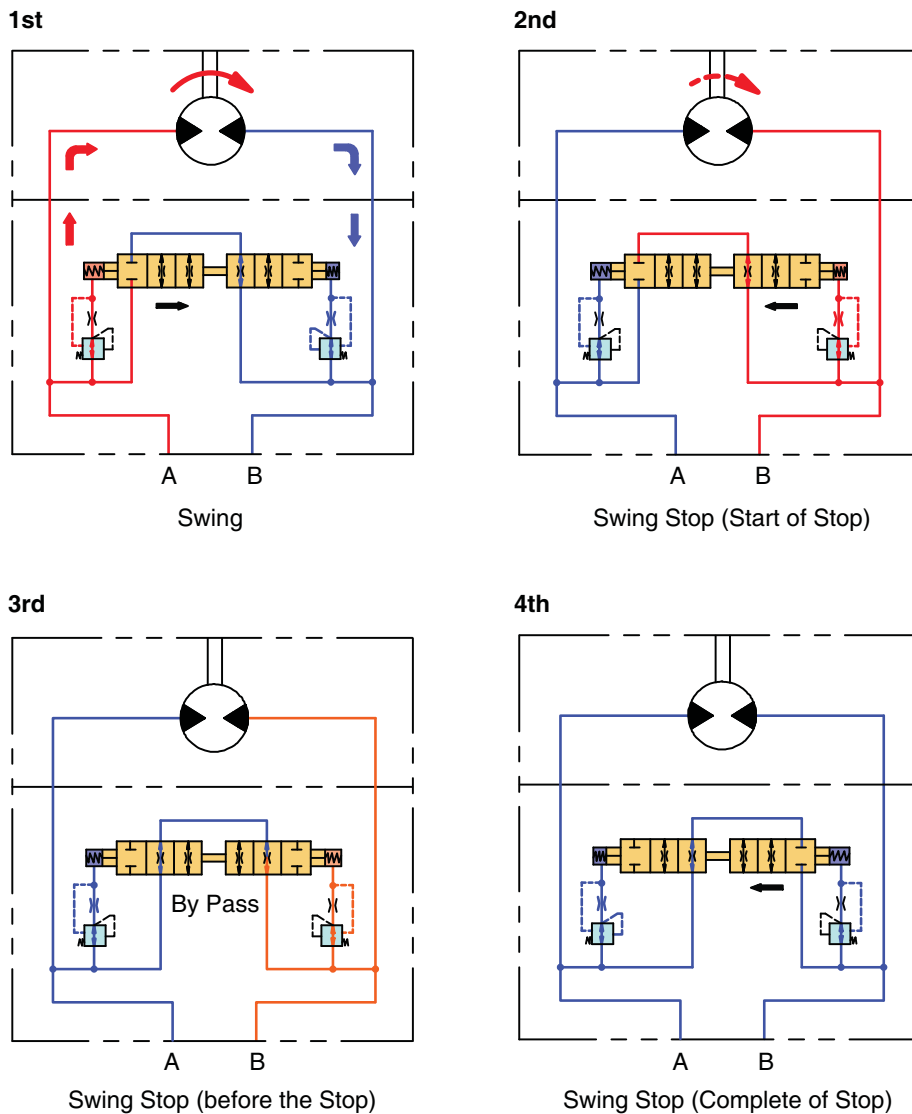 1st
2nd
A B
A B
Swing
Swing Stop (Start of Stop)
3rd
4th
By Pass
A B
A B
Swing Stop (before the Stop)
Swing Stop (Complete of Stop)